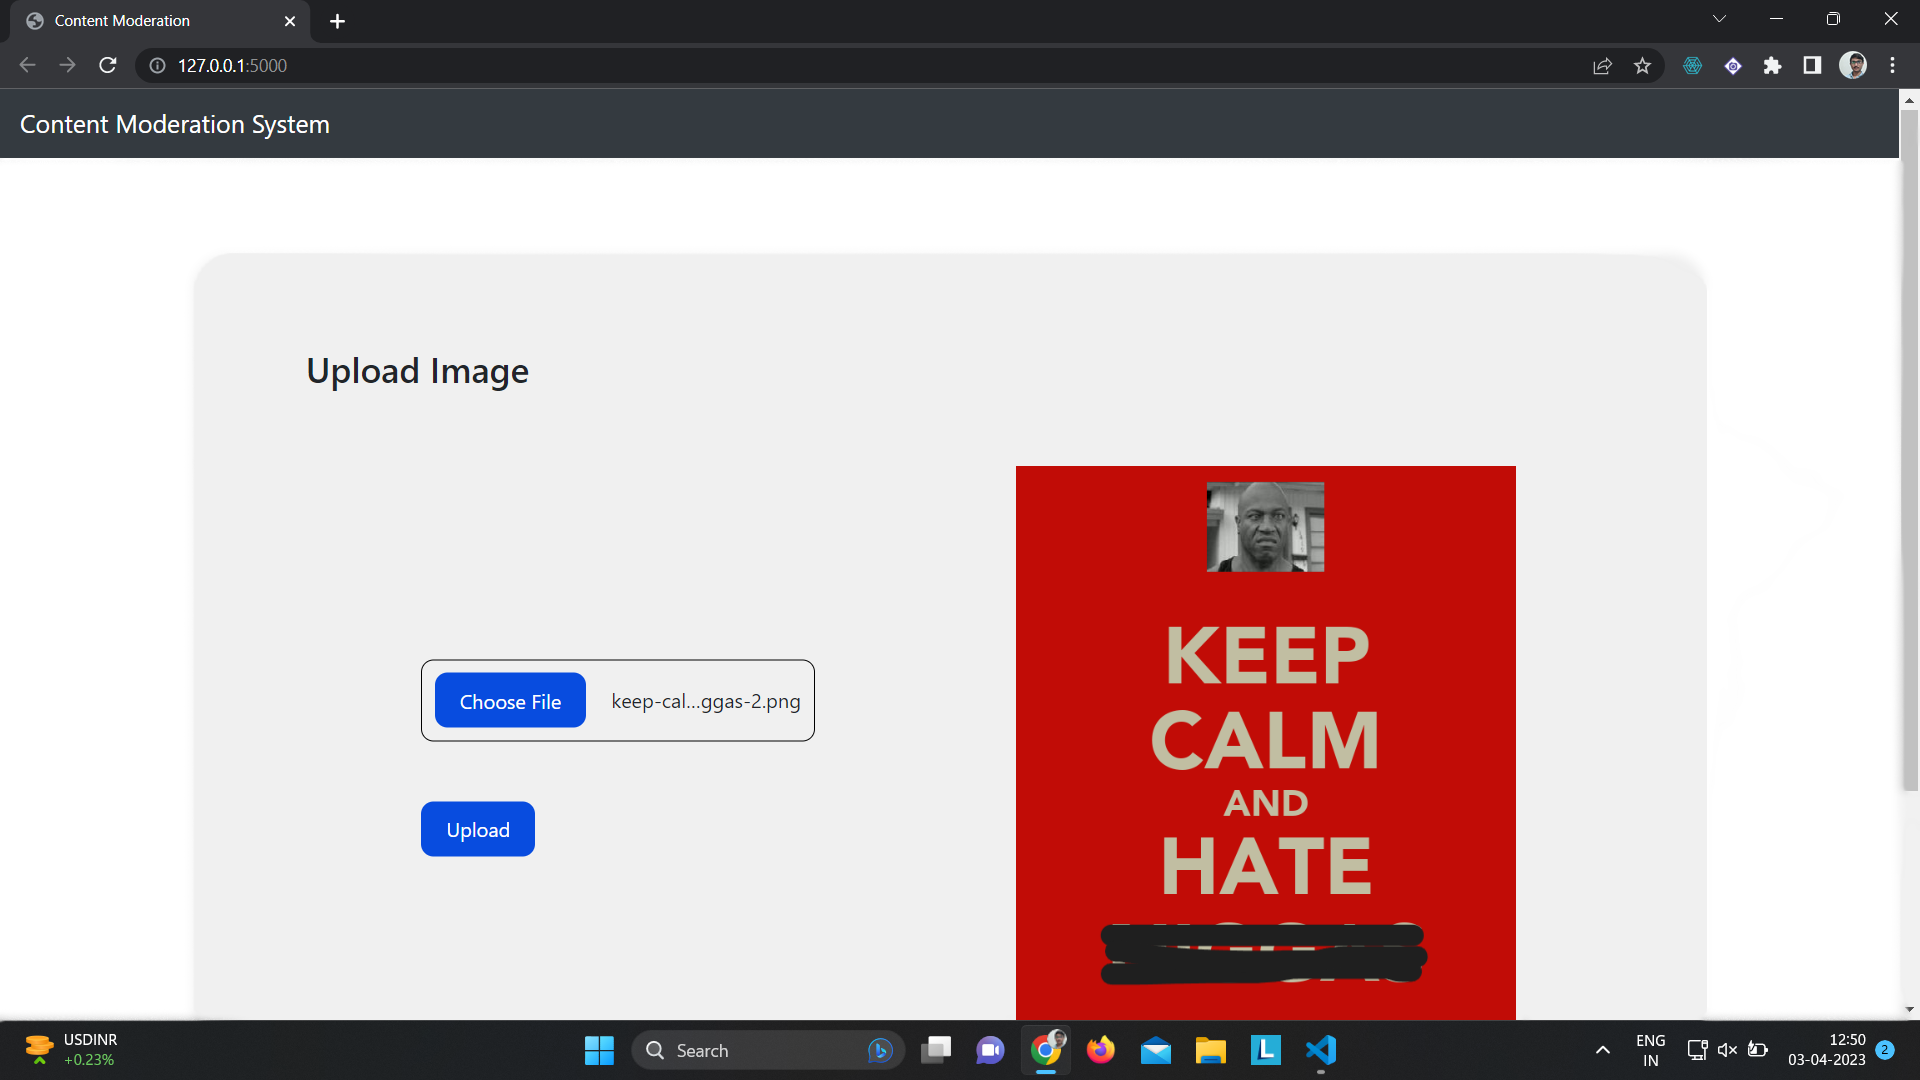 Content Moderation
127.0.0.1:5000
Content Moderation System
Upload Image
Choose File keep-cal...ggas-2.png
Upload
KEEP
CALM
AND
HATE
USDINR
+0.23%
Search
L
ENG
IN
12:50
03-04-2023
2